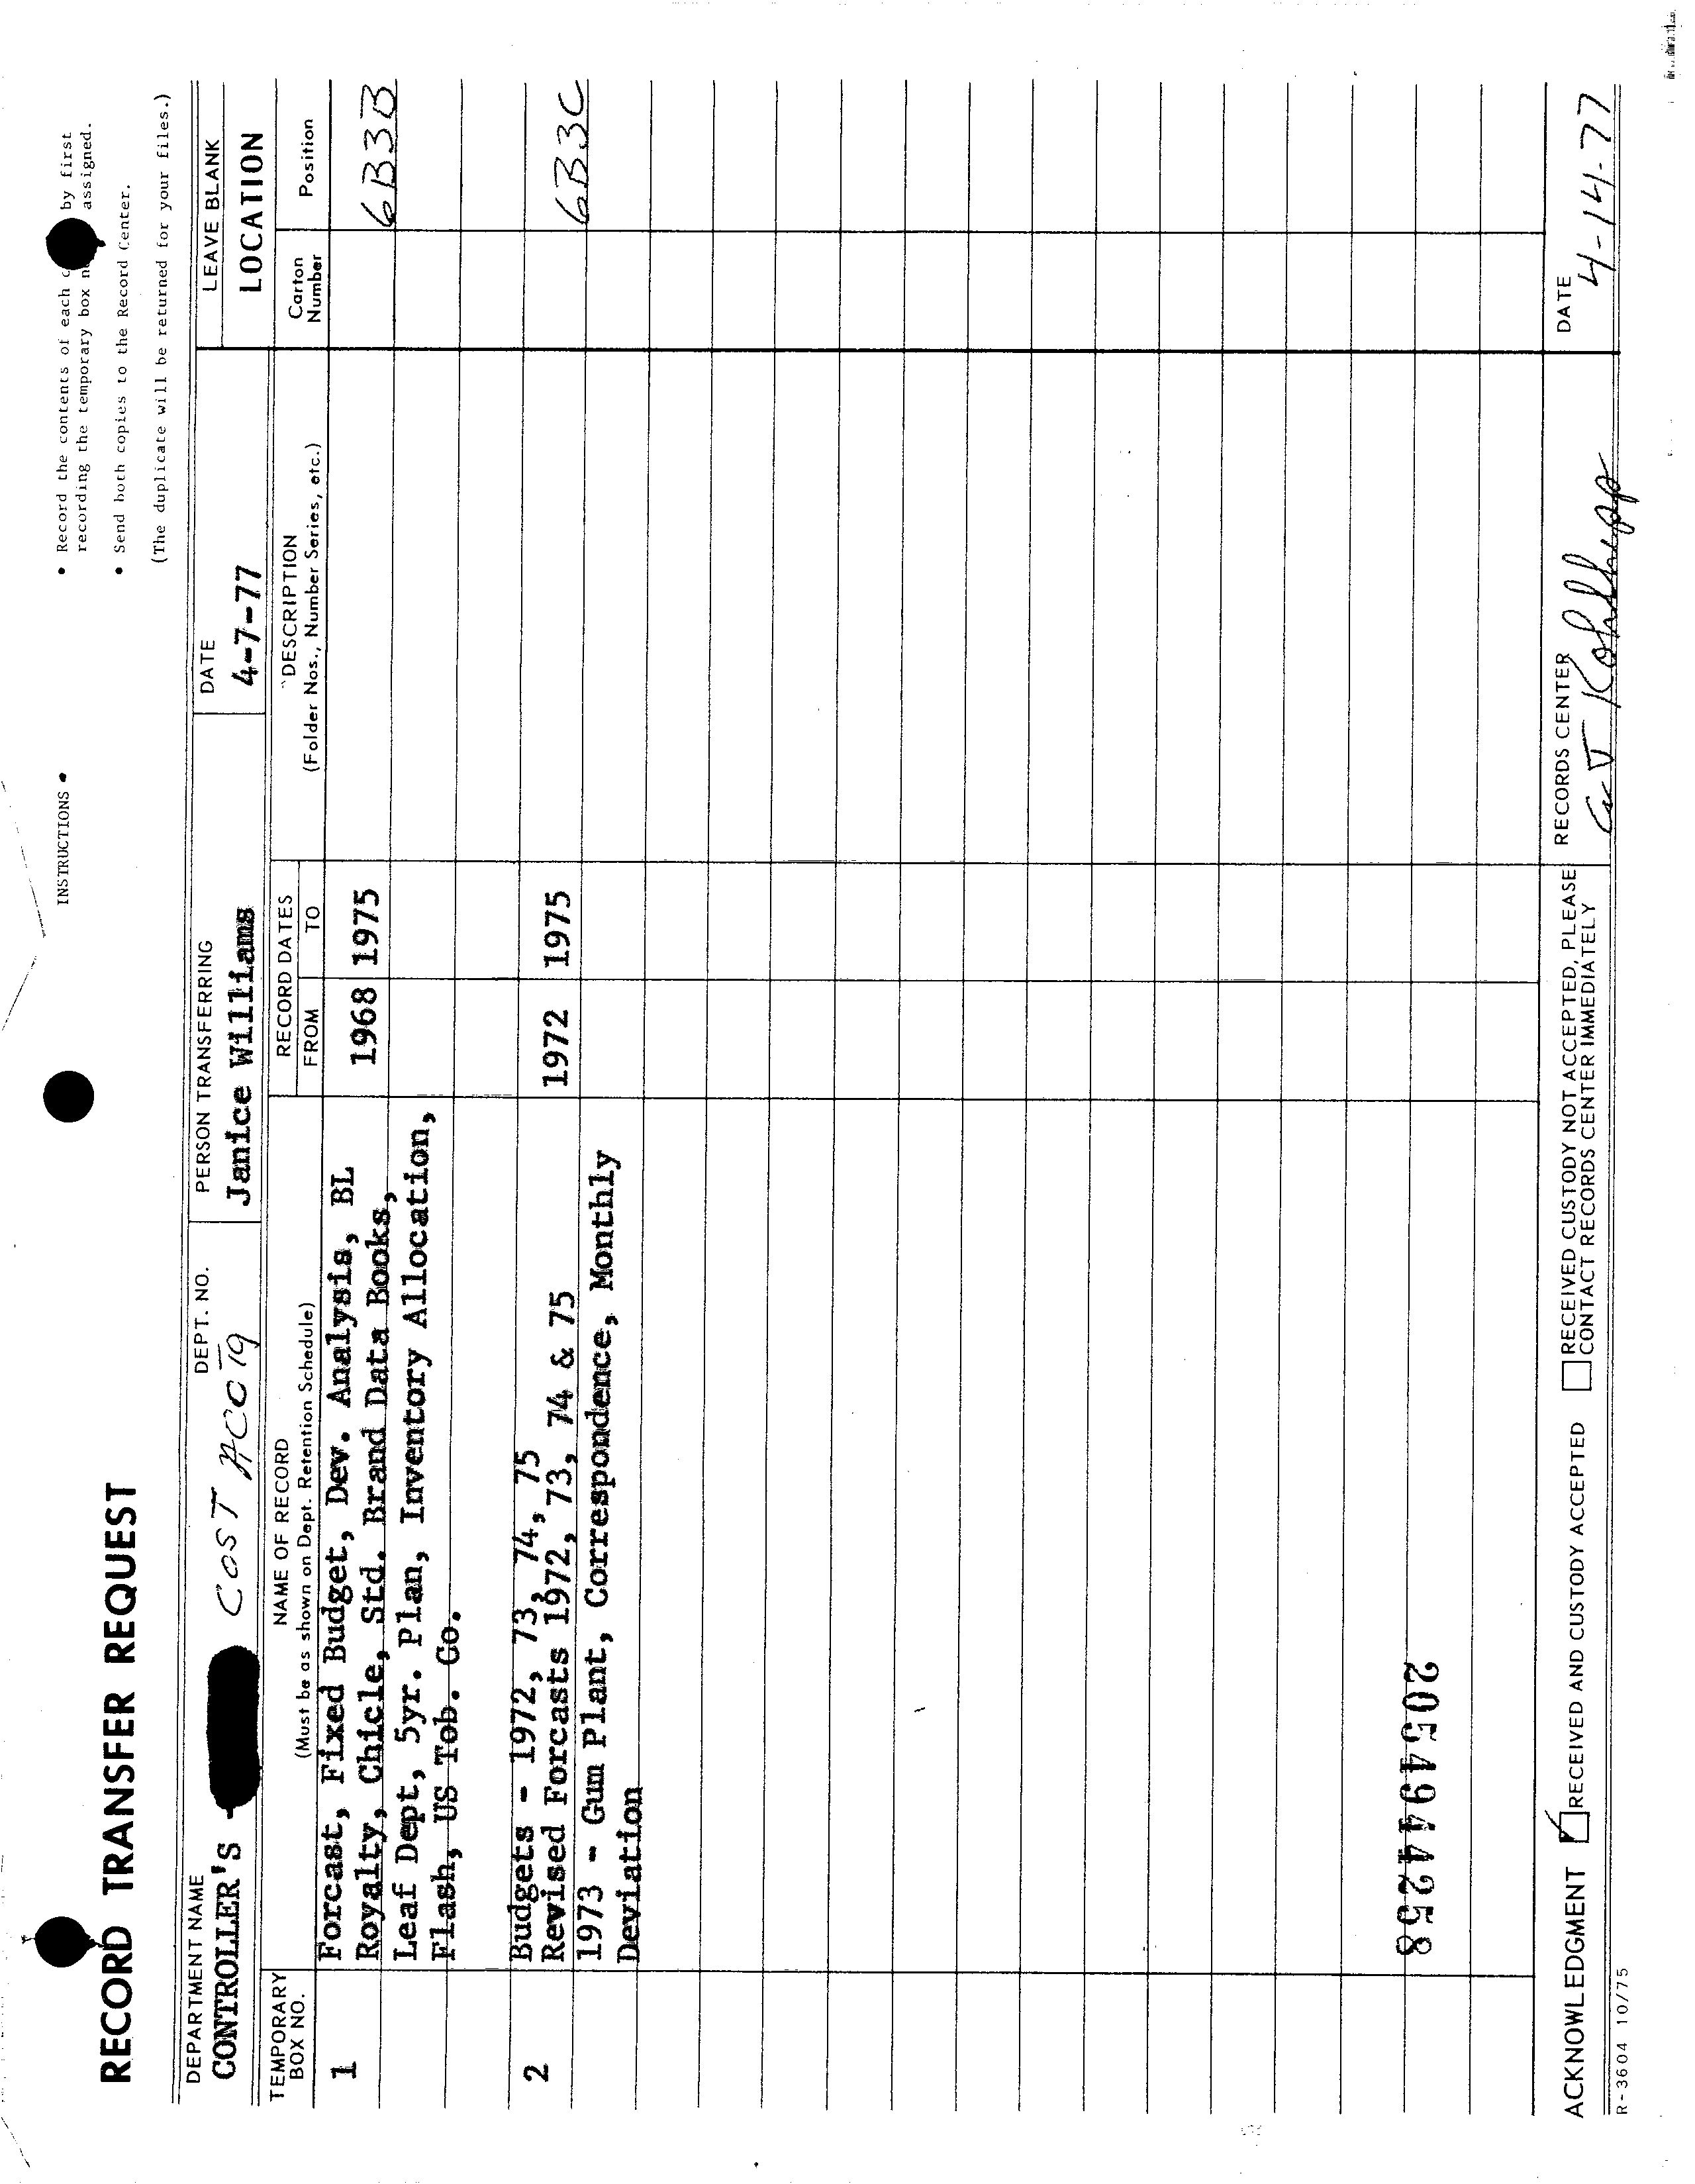 RECORD TRANSFER REQUEST
INSTRUCTIONS •
• Record the contents of each by first
recording the temporary box assigned.
• Send both copies to the Record Center.
(The duplicate will be returned for your files.)
DEPARTMENT NAME DEPT. NO. PERSON TRANSFERRING DATE LEAVE BLANK
CONTROLLER'S - COST ACCTG Janice Williams 4-7-77 LOCATION
TEMPORARY BOX NO. NAME OF RECORD RECORD DATES DESCRIPTION Carton Number Position
(Must be as shown on Dept. Retention Schedule) FROM TO (Folder Nos., Number Series, etc.)
1 Forcast, Fixed Budget, Dev. Analysis, BL 1968 1975 6B3B
Royalty, Chicle, Std. Brand Data Books,
Leaf Dept, 5yr. Plan, Inventory Allocation,
Flash, US Tob. Co.
2 Budgets - 1972, 73, 74, 75 1972 1975 6B3C
Revised Forcasts 1972, 73, 74 & 75
1973 - Gum Plant, Correspondence, Monthly
Deviation
205494258
ACKNOWLEDGMENT RECEIVED AND CUSTODY ACCEPTED RECEIVED CUSTODY NOT ACCEPTED, PLEASE RECORDS CENTER DATE
CONTACT RECORDS CENTER IMMEDIATELY Kohlhepp 4-14-77
R-3604 10/75